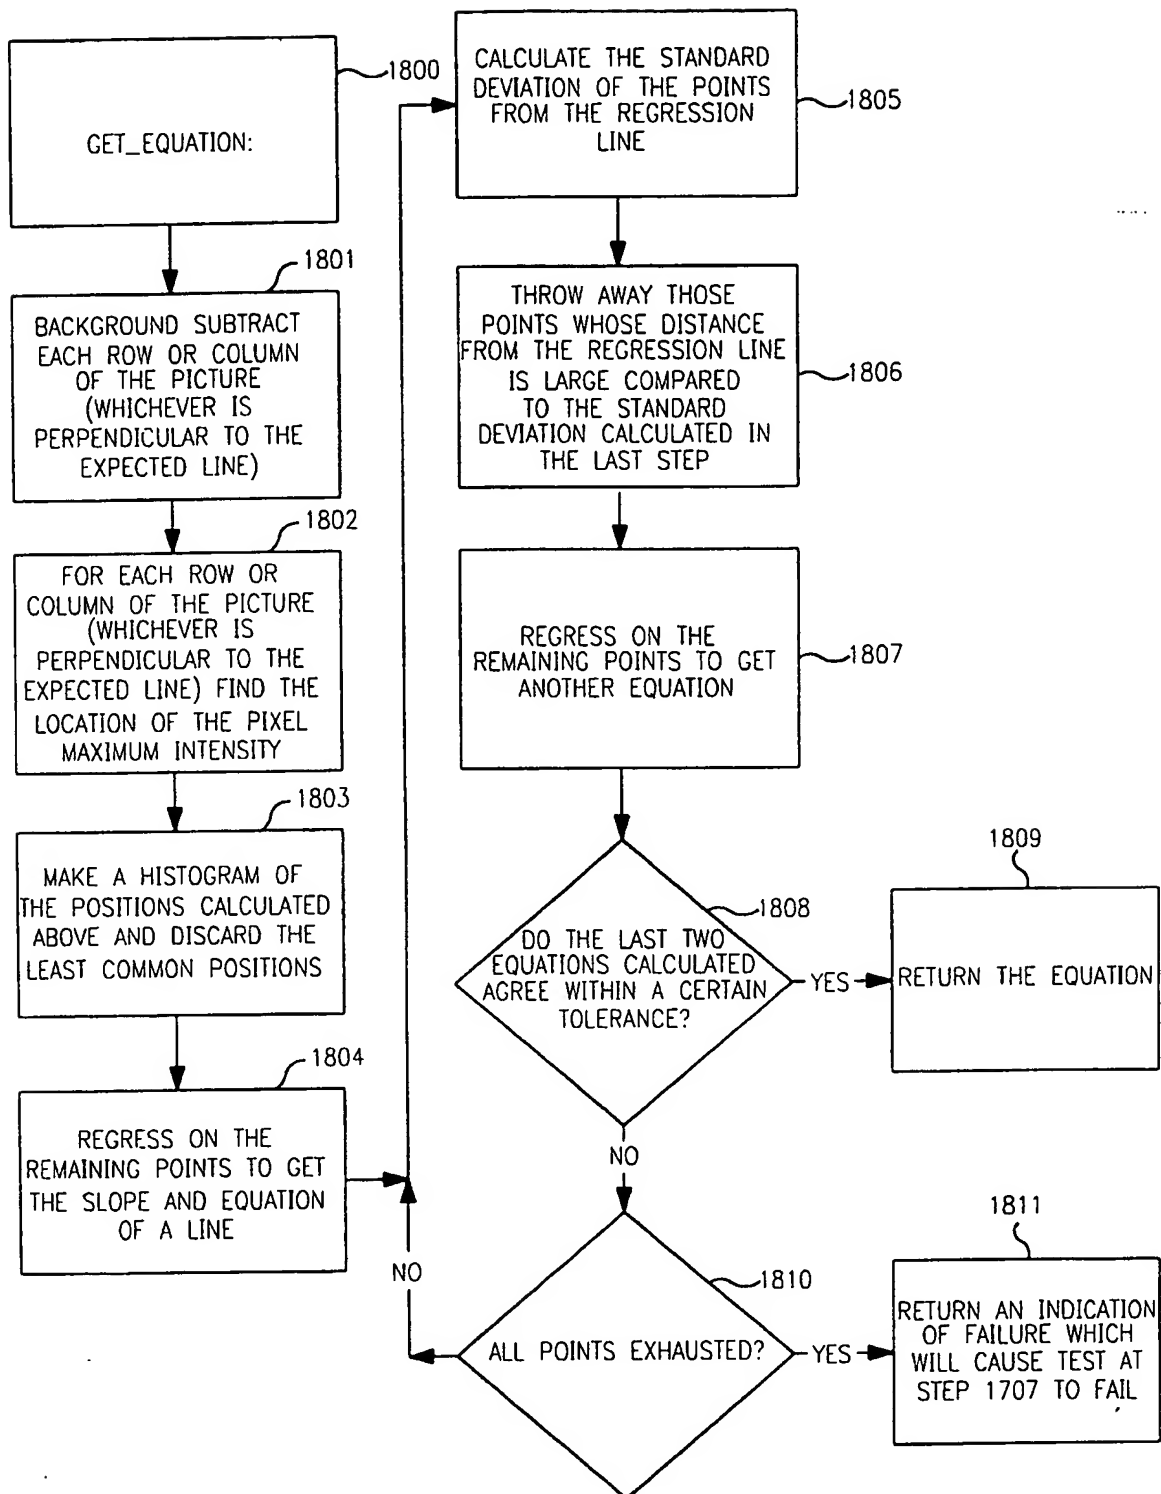 1800
GET_EQUATION:
1801
BACKGROUND SUBTRACT
EACH ROW OR COLUMN
OF THE PICTURE
(WHICHEVER IS
PERPENDICULAR TO THE
EXPECTED LINE)
1802
FOR EACH ROW OR
COLUMN OF THE PICTURE
(WHICHEVER IS
PERPENDICULAR TO THE
EXPECTED LINE) FIND THE
LOCATION OF THE PIXEL
MAXIMUM INTENSITY
1803
MAKE A HISTOGRAM OF
THE POSITIONS CALCULATED
ABOVE AND DISCARD THE
LEAST COMMON POSITIONS
1804
REGRESS ON THE
REMAINING POINTS TO GET
THE SLOPE AND EQUATION
OF A LINE
CALCULATE THE STANDARD
DEVIATION OF THE POINTS
FROM THE REGRESSION
LINE
1805
THROW AWAY THOSE
POINTS WHOSE DISTANCE
FROM THE REGRESSION LINE
IS LARGE COMPARED
TO THE STANDARD
DEVIATION CALCULATED IN
THE LAST STEP
1806
REGRESS ON THE
REMAINING POINTS TO GET
ANOTHER EQUATION
1807
1808
DO THE LAST TWO
EQUATIONS CALCULATED
AGREE WITHIN A CERTAIN
TOLERANCE?
YES
1809
RETURN THE EQUATION
NO
1810
ALL POINTS EXHAUSTED?
NO
YES
1811
RETURN AN INDICATION
OF FAILURE WHICH
WILL CAUSE TEST AT
STEP 1707 TO FAIL